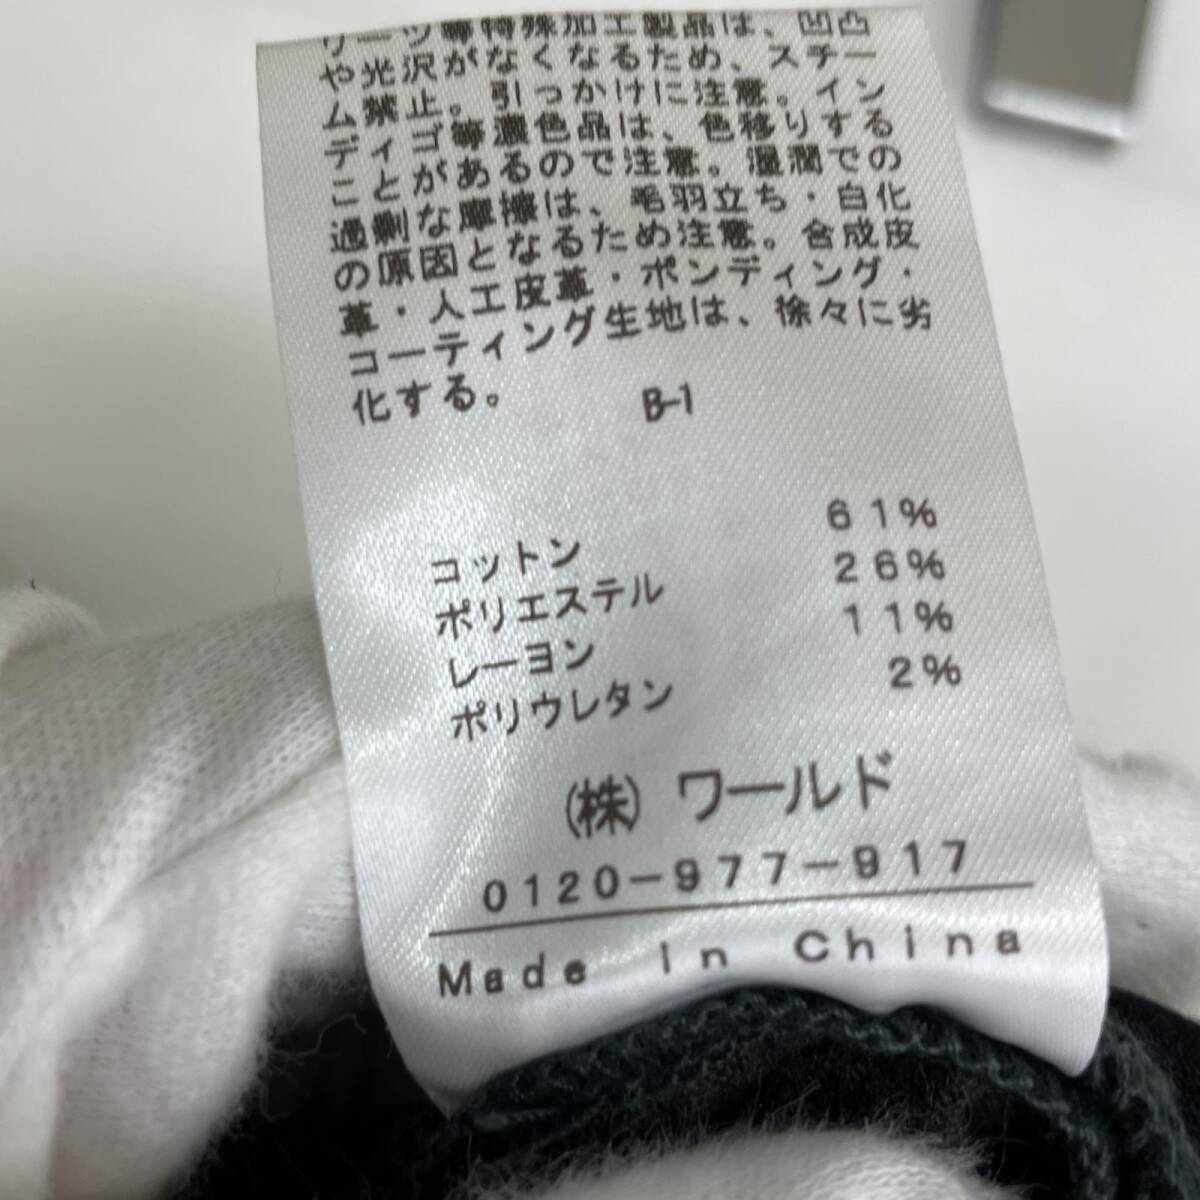 リーツ等特殊加工製品は、凹凸
や光沢がなくなるため、スチー
ム禁止。引っかけに注意。イン
ディゴ等濃色品は、色移りする
ことがあるので注意。湿潤での
過剰な摩擦は、毛羽立ち・白化
の原因となるため注意。合成皮
革・人工皮革・ボンディング・
コーティング生地は、徐々に劣
化する。
B-1
コットン 61%
ポリエステル 26%
レーヨン 11%
ポリウレタン 2%
(株) ワールド
0120-977-917
Made in China